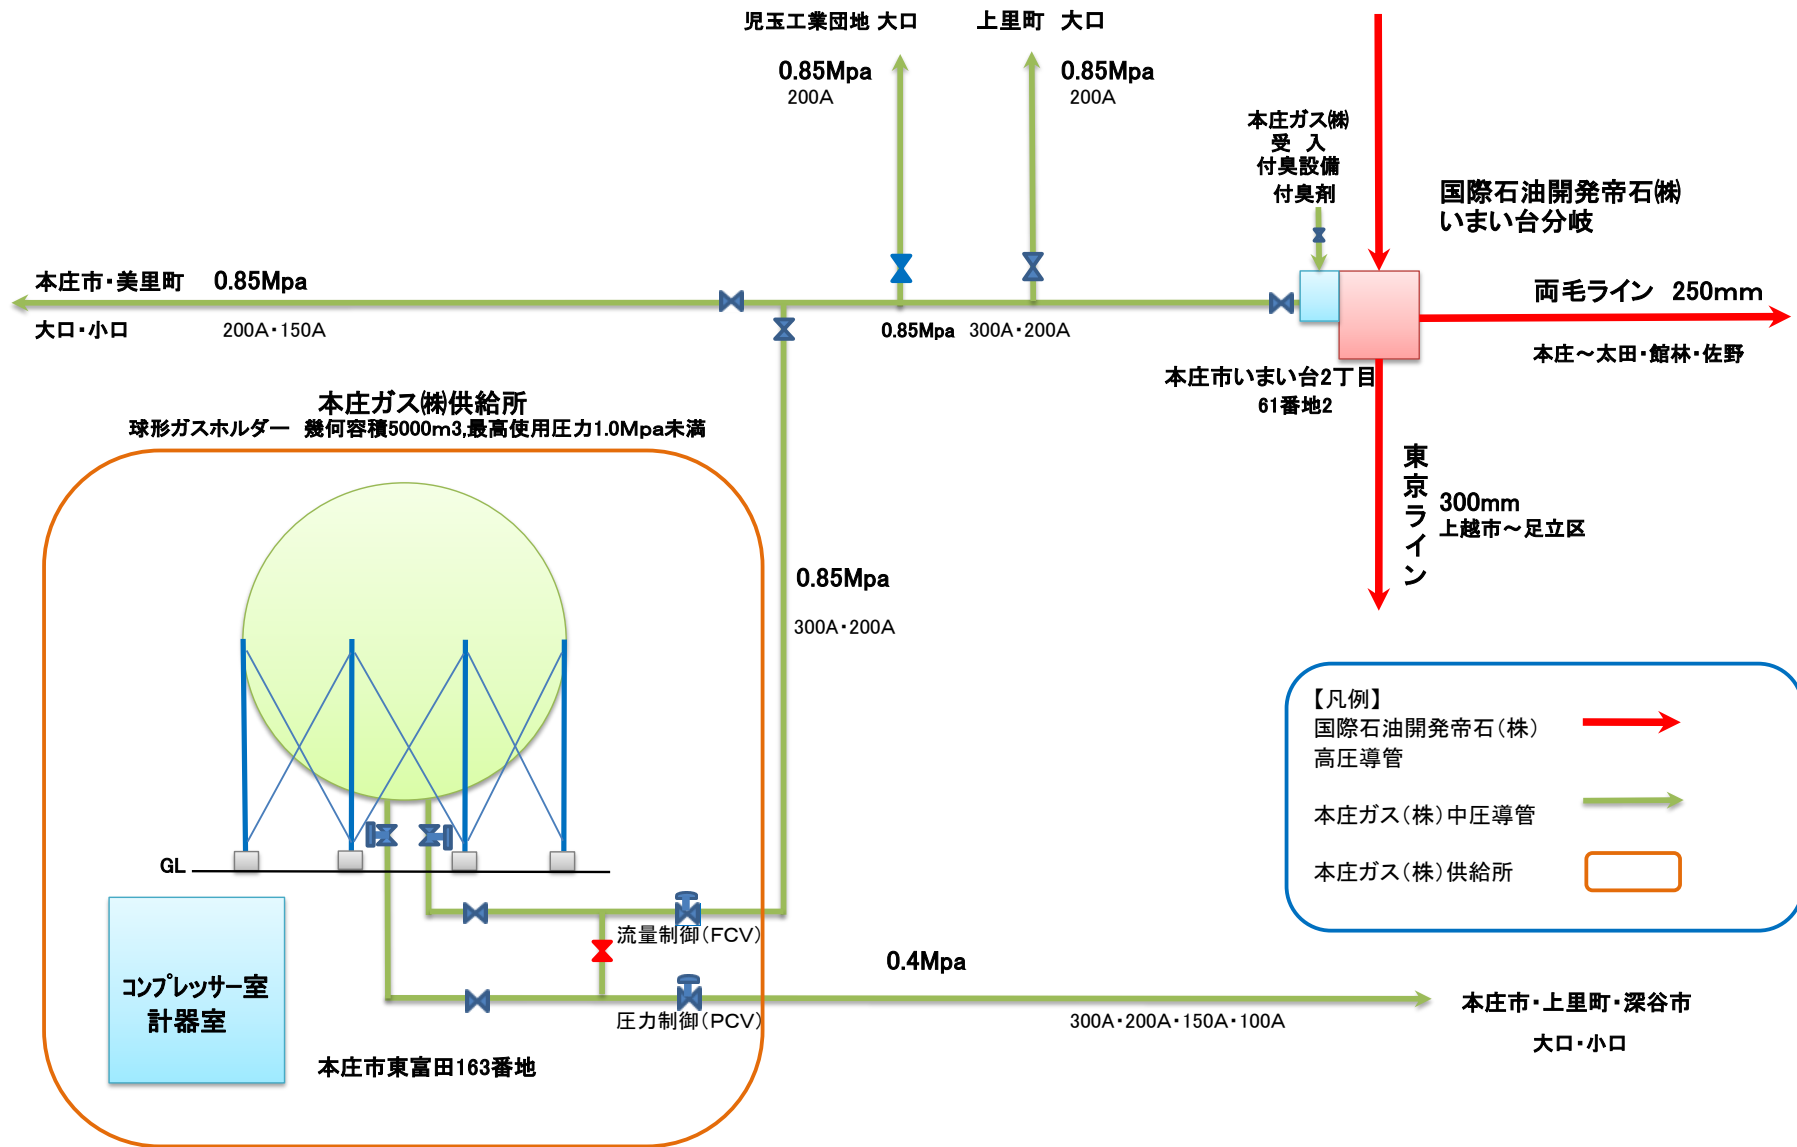 児玉工業団地 大口
上里町　大口
0.85Mpa
200A
0.85Mpa
200A
本庄ガス㈱
受　入
付臭設備
付臭剤
国際石油開発帝石㈱
いまい台分岐
本庄市・美里町　0.85Mpa
大口・小口
200A・150A
0.85Mpa
300A・200A
両毛ライン　250mm
本庄～太田・館林・佐野
本庄市いまい台2丁目
61番地2
本庄ガス㈱供給所
球形ガスホルダー　幾何容積5000m3,最高使用圧力1.0Mpa未満
東京ライン
300mm
上越市～足立区
0.85Mpa
300A・200A
【凡例】
国際石油開発帝石（株）
高圧導管
本庄ガス（株）中圧導管
本庄ガス（株）供給所
GL
コンプレッサー室
計器室
流量制御（FCV）
圧力制御（PCV）
0.4Mpa
300A・200A・150A・100A
本庄市・上里町・深谷市
大口・小口
本庄市東富田163番地